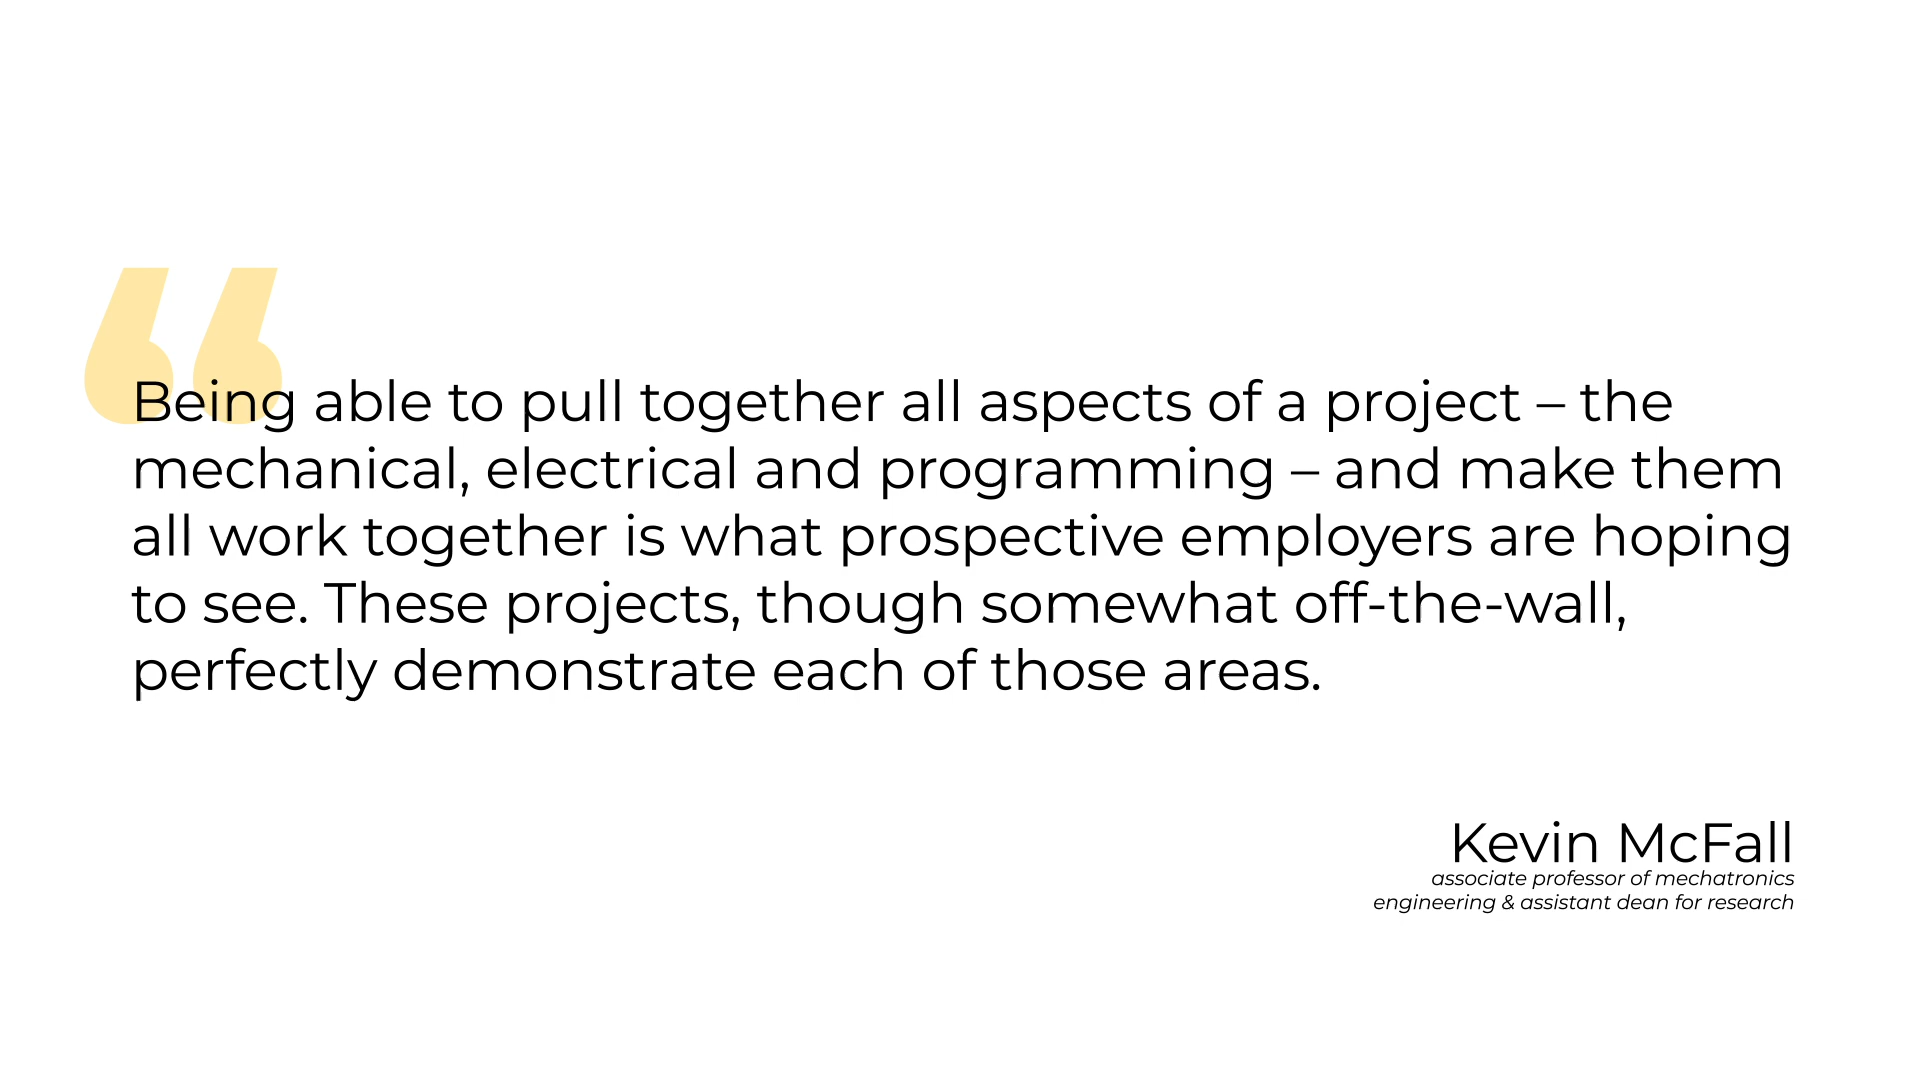 “
Being able to pull together all aspects of a project – the
mechanical, electrical and programming – and make them
all work together is what prospective employers are hoping
to see. These projects, though somewhat off-the-wall,
perfectly demonstrate each of those areas.
Kevin McFall
associate professor of mechatronics
engineering & assistant dean for research